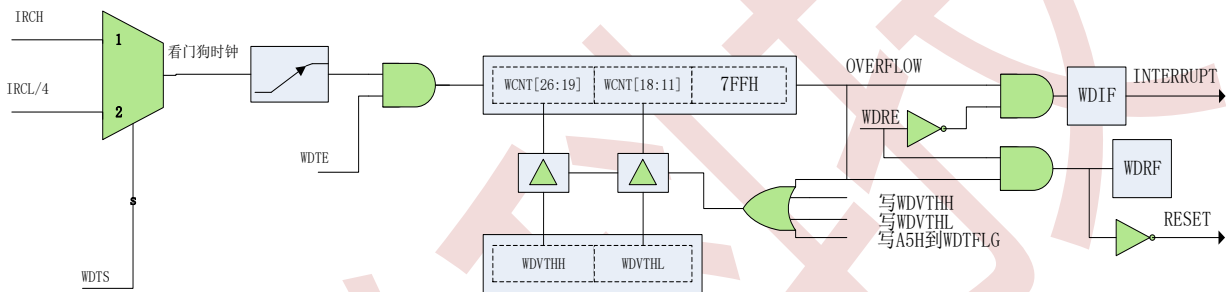 IRCH
1
看门狗时钟
IRCL/4
2
s
WDTS
WDTE
WCNT[26:19]
WCNT[18:11]
7FFH
OVERFLOW
WDRE
WDIF
INTERRUPT
WDRF
RESET
写WDVTHH
写WDVTHL
写A5H到WDTFLG
WDVTHH
WDVTHL